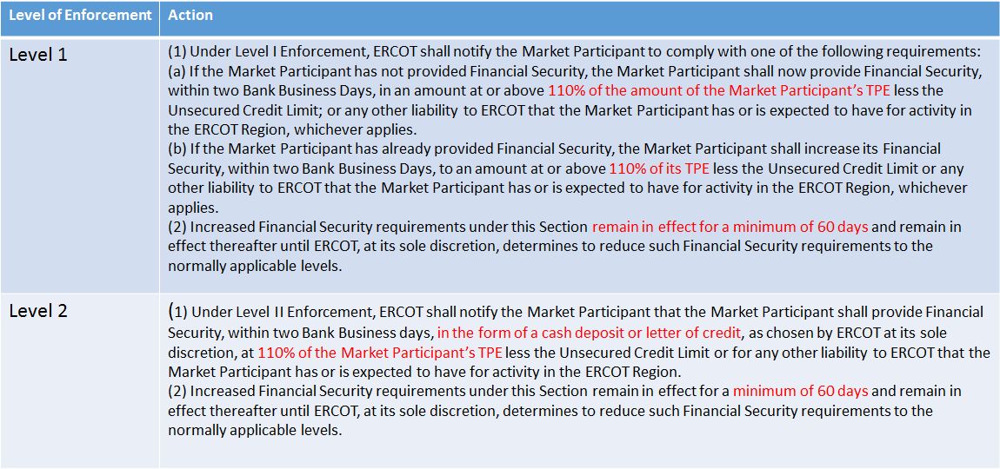 Level of Enforcement
Action
Level 1
(1) Under Level I Enforcement, ERCOT shall notify the Market Participant to comply with one of the following requirements:
(a) If the Market Participant has not provided Financial Security, the Market Participant shall now provide Financial Security,
within two Bank Business Days, in an amount at or above 110% of the amount of the Market Participant’s TPE less the
Unsecured Credit Limit; or any other liability to ERCOT that the Market Participant has or is expected to have for activity in
the ERCOT Region, whichever applies.
(b) If the Market Participant has already provided Financial Security, the Market Participant shall increase its Financial
Security, within two Bank Business Days, to an amount at or above 110% of its TPE less the Unsecured Credit Limit or any
other liability to ERCOT that the Market Participant has or is expected to have for activity in the ERCOT Region, whichever
applies.
(2) Increased Financial Security requirements under this Section remain in effect for a minimum of 60 days and remain in
effect thereafter until ERCOT, at its sole discretion, determines to reduce such Financial Security requirements to the
normally applicable levels.
Level 2
(1) Under Level II Enforcement, ERCOT shall notify the Market Participant that the Market Participant shall provide Financial
Security, within two Bank Business days, in the form of a cash deposit or letter of credit, as chosen by ERCOT at its sole
discretion, at 110% of the Market Participant’s TPE less the Unsecured Credit Limit or for any other liability to ERCOT that the
Market Participant has or is expected to have for activity in the ERCOT Region.
(2) Increased Financial Security requirements under this Section remain in effect for a minimum of 60 days and remain in
effect thereafter until ERCOT, at its sole discretion, determines to reduce such Financial Security requirements to the
normally applicable levels.